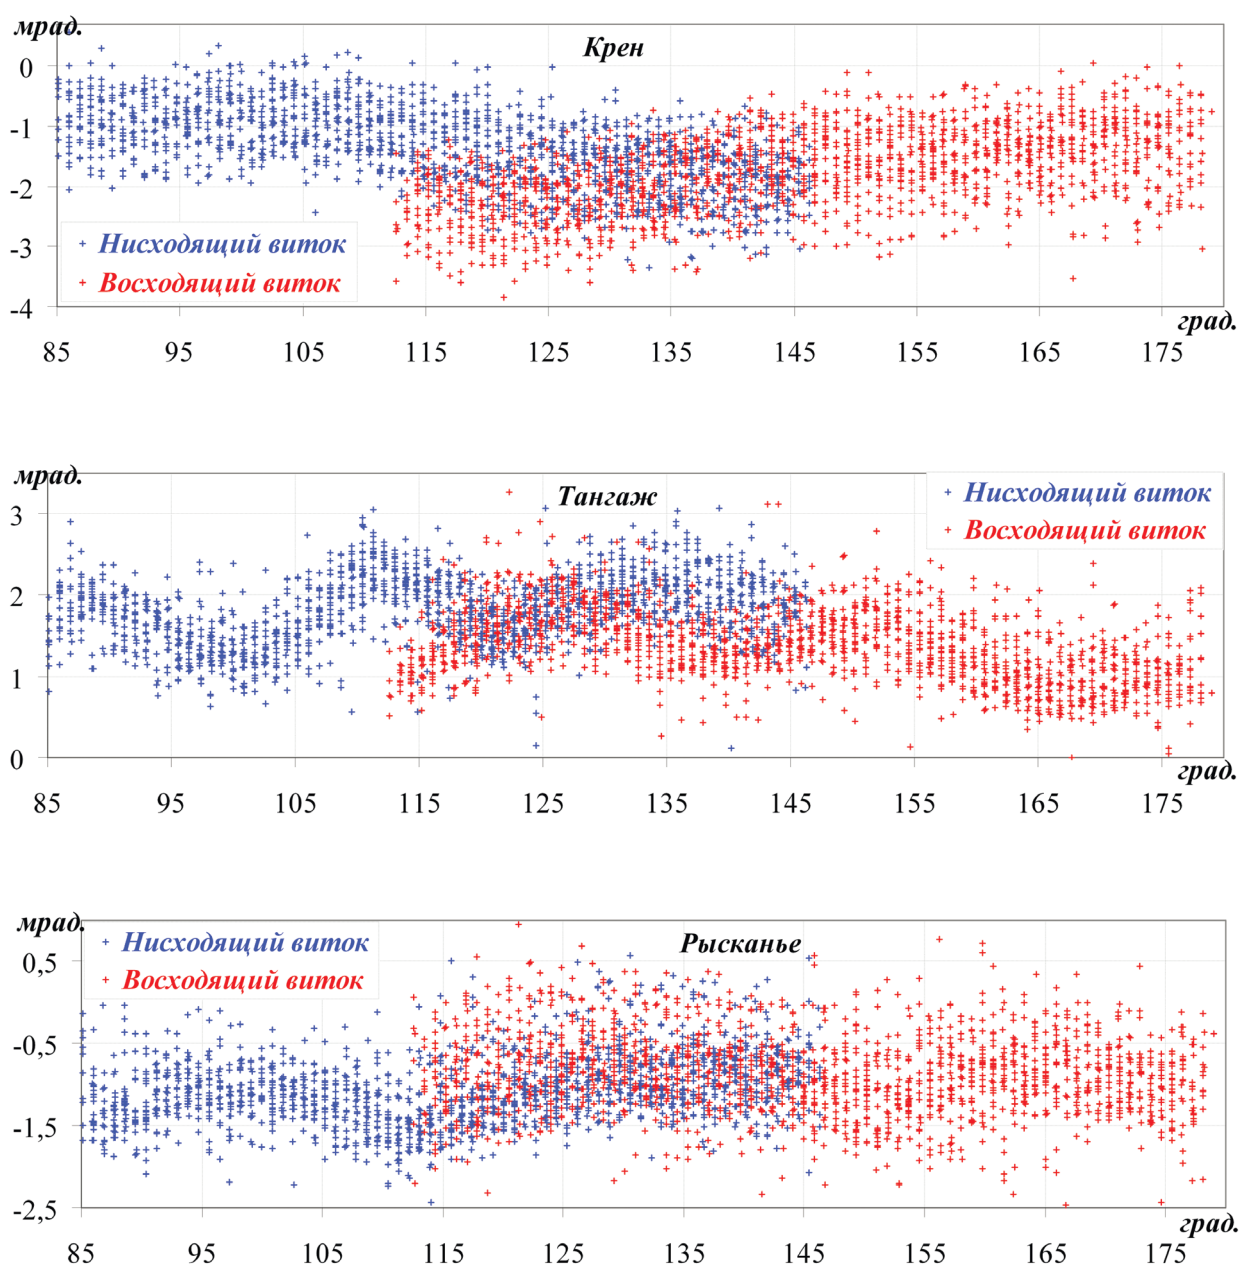 мрад.
Крен
0
-1
-2
-3
-4
Нисходящий виток
Восходящий виток
град.
85 95 105 115 125 135 145 155 165 175
мрад.
Тангаж
Нисходящий виток
Восходящий виток
3
2
1
0
град.
85 95 105 115 125 135 145 155 165 175
мрад.
Нисходящий виток
Восходящий виток
Рысканье
0,5
-0,5
-1,5
-2,5
град.
85 95 105 115 125 135 145 155 165 175